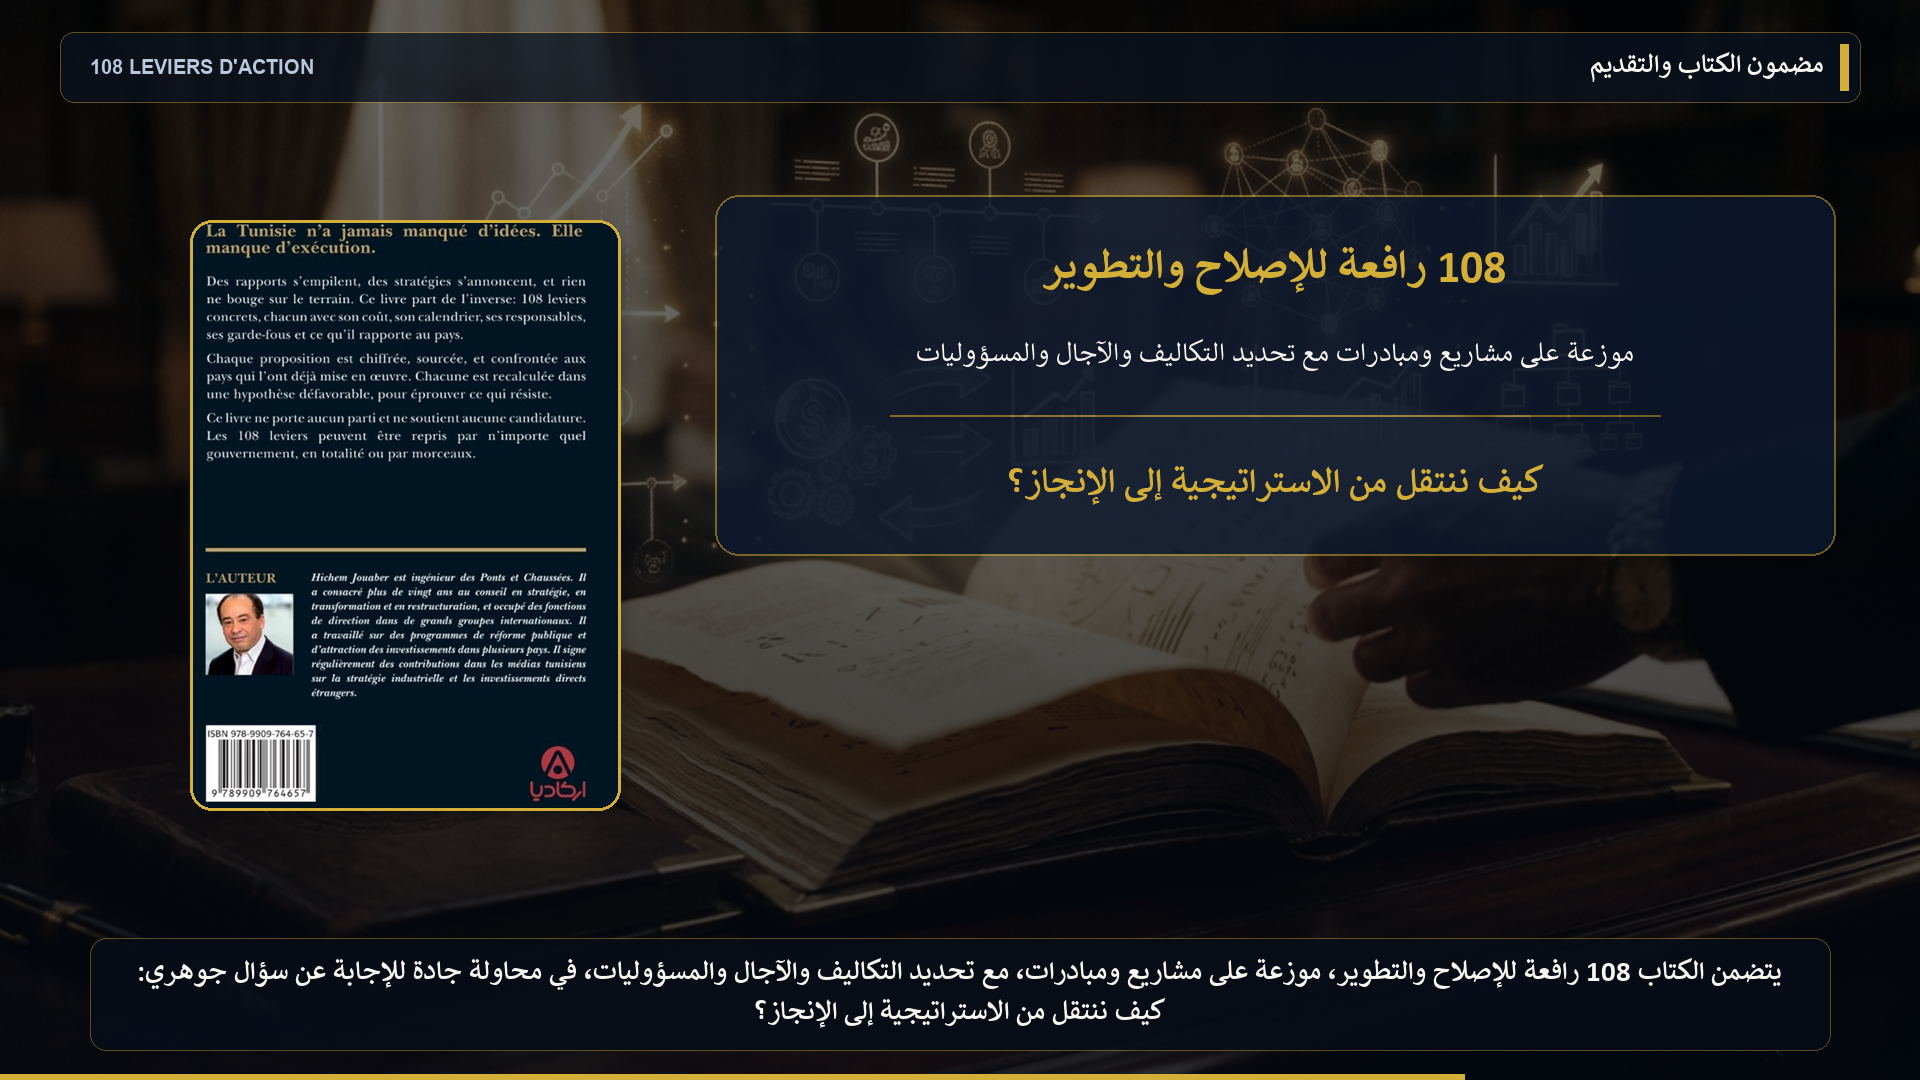 108 LEVIERS D'ACTION
مضمون الكتاب والتقديم
La Tunisie n'a jamais manqué d'idées. Elle
manque d'exécution.
Des rapports s'empilent, des stratégies s'annoncent, et rien
ne bouge sur le terrain. Ce livre part de l'inverse: 108 leviers
concrets, chacun avec son coût, son calendrier, ses responsables,
ses garde-fous et ce qu'il rapporte au pays.
Chaque proposition est chiffrée, sourcée, et confrontée aux
pays qui l'ont déjà mise en œuvre. Chacune est recalculée dans
une hypothèse défavorable, pour éprouver ce qui résiste.
Ce livre ne porte aucun parti et ne soutient aucune candidature.
Les 108 leviers peuvent être repris par n'importe quel
gouvernement, en totalité ou par morceaux.
L'AUTEUR
Hichem Jouaber est ingénieur des Ponts et Chaussées. Il
a consacré plus de vingt ans au conseil en stratégie, en
transformation et en restructuration, et occupé des fonctions
de direction dans de grands groupes internationaux. Il
a travaillé sur des programmes de réforme publique et
d'attraction des investissements dans plusieurs pays. Il signe
régulièrement des contributions dans les médias tunisiens
sur la stratégie industrielle et les investissements directs
étrangers.
ISBN 978-9909-764-65-7
9 789909 764657
اركاديا
108 رافعة للإصلاح والتطوير
موزعة على مشاريع ومبادرات مع تحديد التكاليف والآجال والمسؤوليات
كيف ننتقل من الاستراتيجية إلى الإنجاز؟
يتضمن الكتاب 108 رافعة للإصلاح والتطوير، موزعة على مشاريع ومبادرات، مع تحديد التكاليف والآجال والمسؤوليات، في محاولة جادة للإجابة عن سؤال جوهري:
كيف ننتقل من الاستراتيجية إلى الإنجاز؟